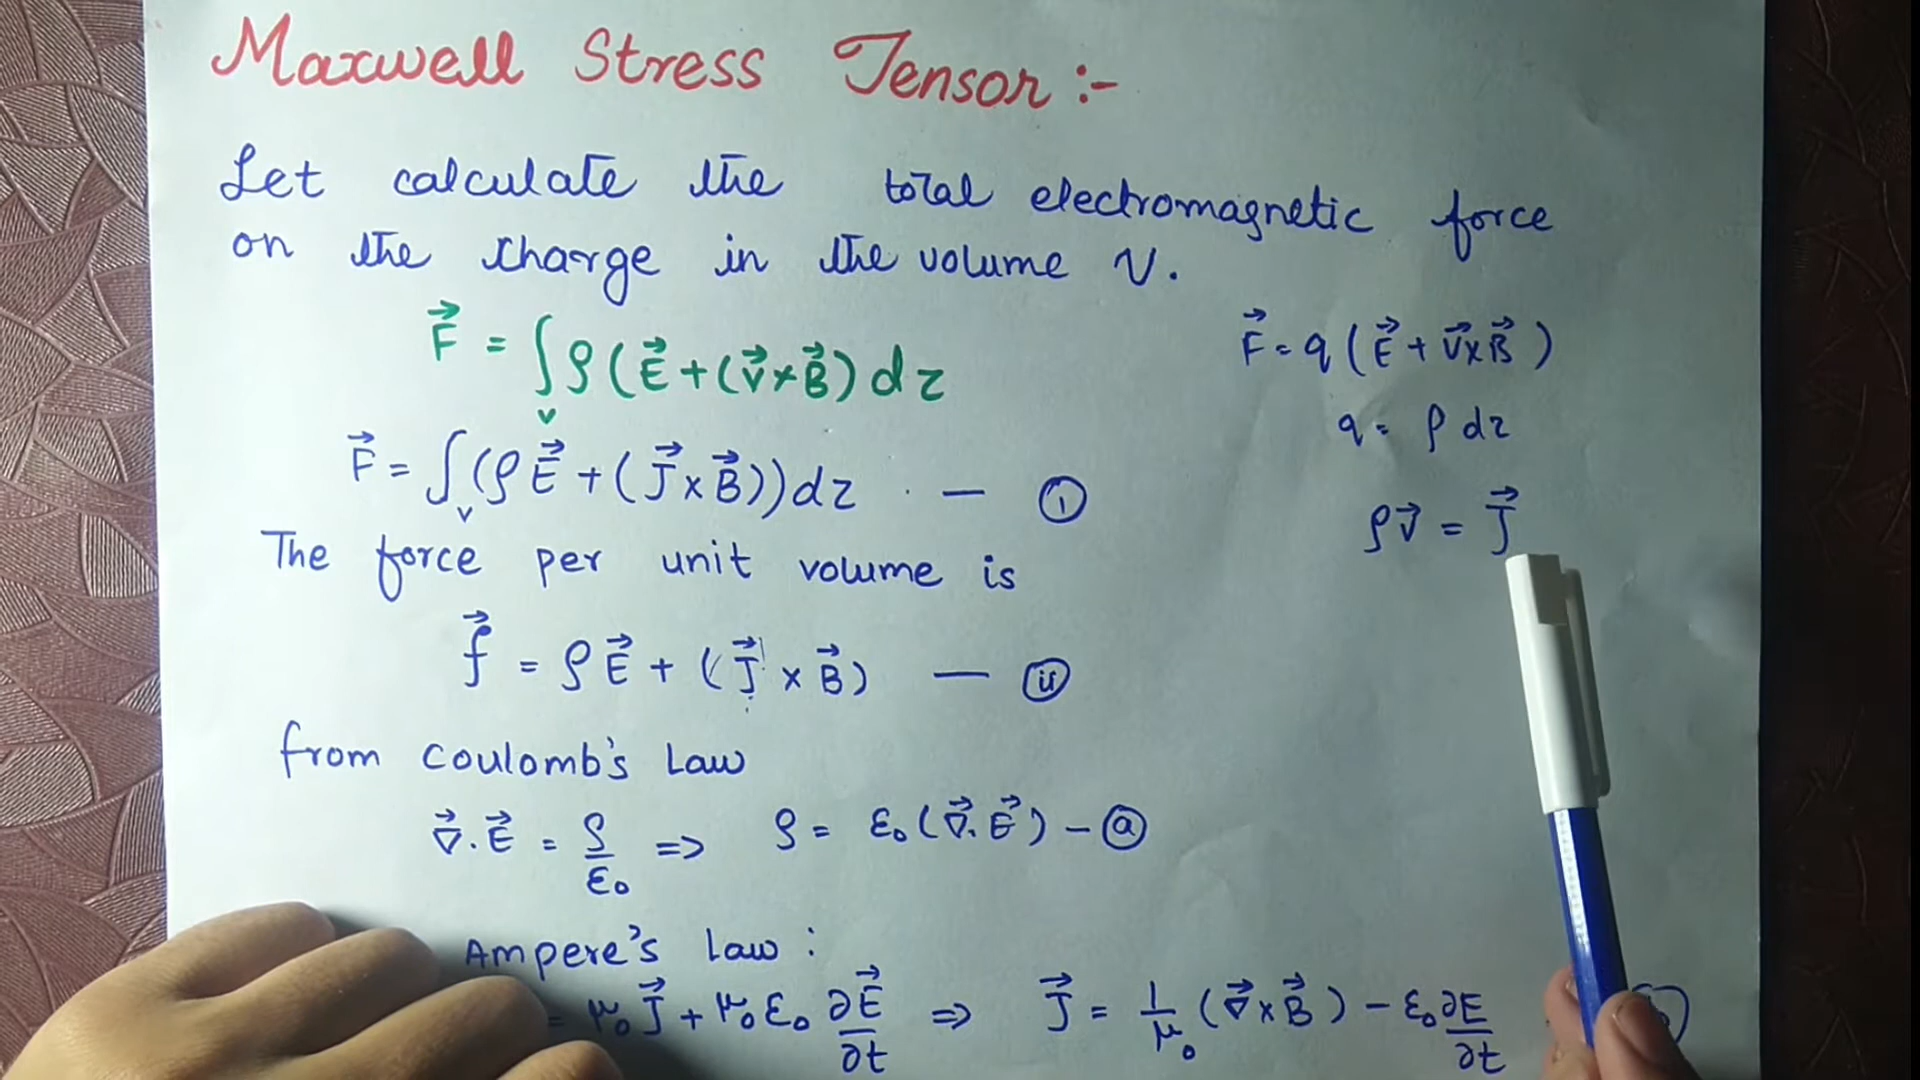 Maxwell Stress Tensor :-
Let calculate the total electromagnetic force
on the charge in the volume V.
F⃗ = ∫ᵥ ρ(E⃗ + (v⃗ × B⃗) dτ
F⃗ = q(E⃗ + v⃗ × B⃗)
q = ρ dτ
F⃗ = ∫ᵥ (ρE⃗ + (J⃗ × B⃗)) dτ — (i)
ρv⃗ = J⃗
The force per unit volume is
f⃗ = ρE⃗ + (J⃗ × B⃗) — (ii)
from Coulomb's Law
∇⃗.E⃗ = ρ/ε₀ => ρ = ε₀(∇⃗.E⃗) — (a)
Ampere's Law :
= μ₀J⃗ + μ₀ε₀ ∂E⃗/∂t => J⃗ = 1/μ₀ (∇⃗ × B⃗) − ε₀ ∂E/∂t